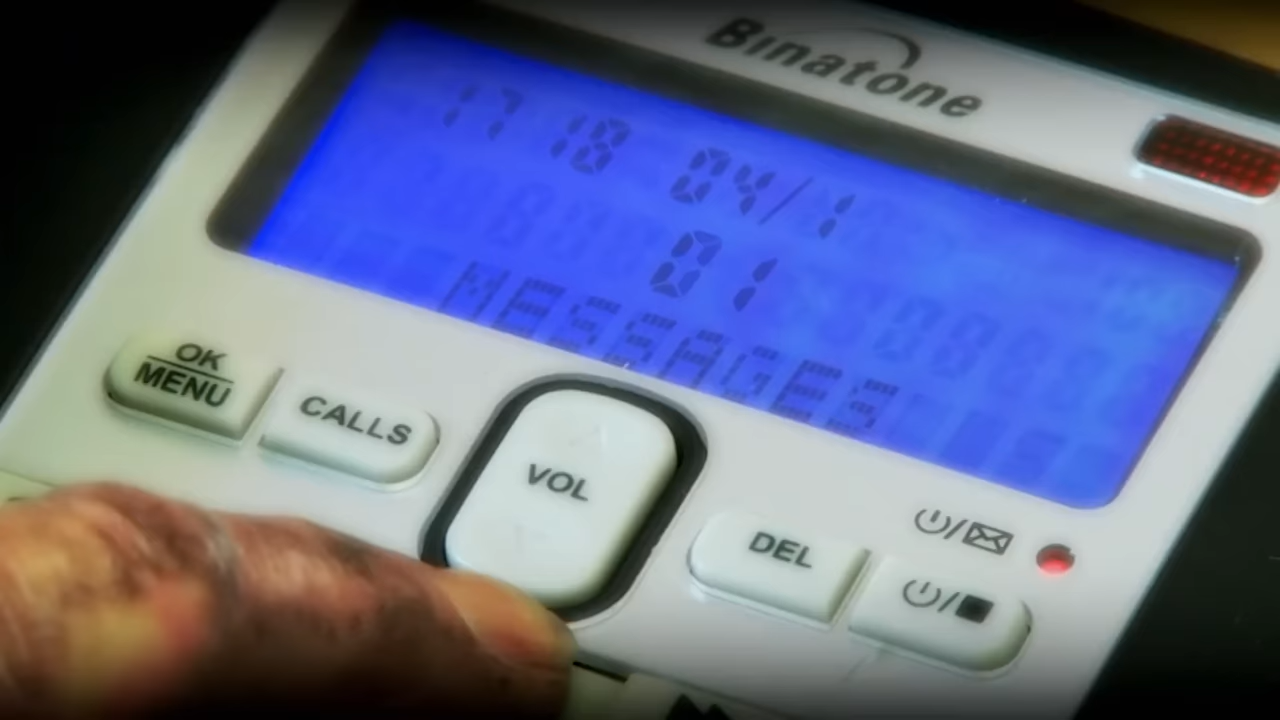 Binatone
17 18 04/1
01
MESSAGES
OK
MENU
CALLS
VOL
DEL